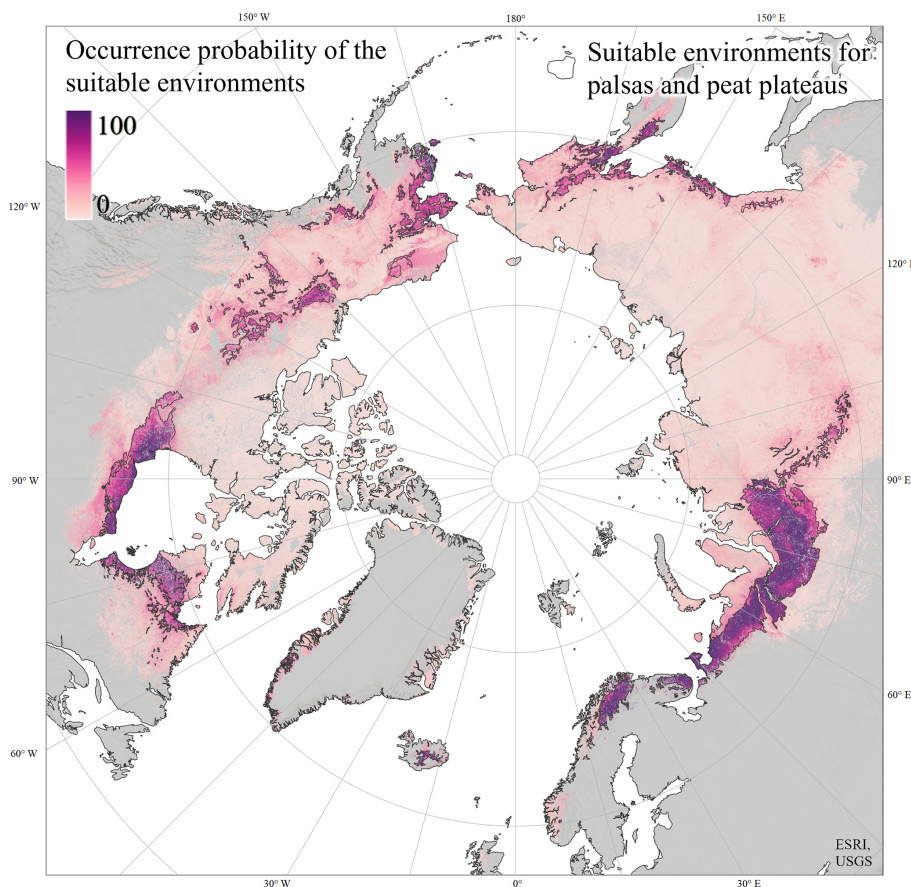 150° W
180°
150° E
Occurrence probability of the
suitable environments
100
0
Suitable environments for
palsas and peat plateaus
120° W
120°
90° W
90° E
60° W
60° E
30° W
0°
30° E
ESRI,
USGS